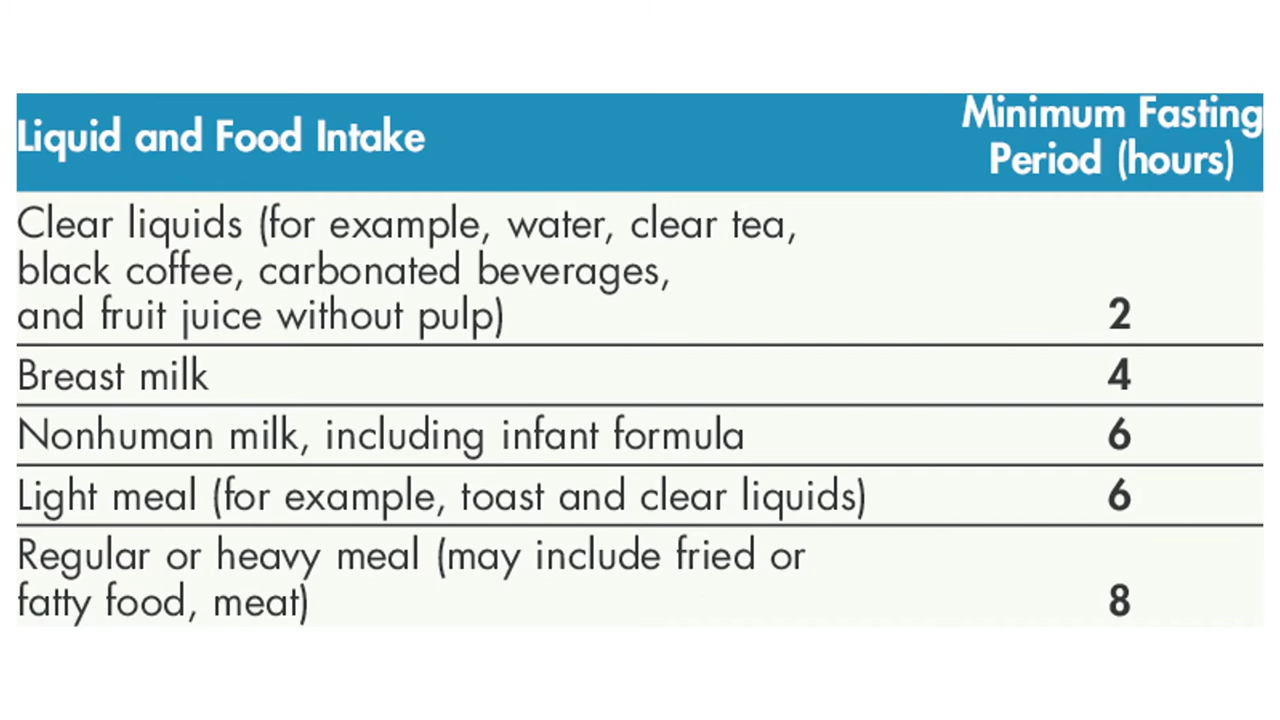 Liquid and Food Intake
Minimum Fasting
Period (hours)
Clear liquids (for example, water, clear tea,
black coffee, carbonated beverages,
and fruit juice without pulp) 2
Breast milk 4
Nonhuman milk, including infant formula 6
Light meal (for example, toast and clear liquids) 6
Regular or heavy meal (may include fried or
fatty food, meat) 8